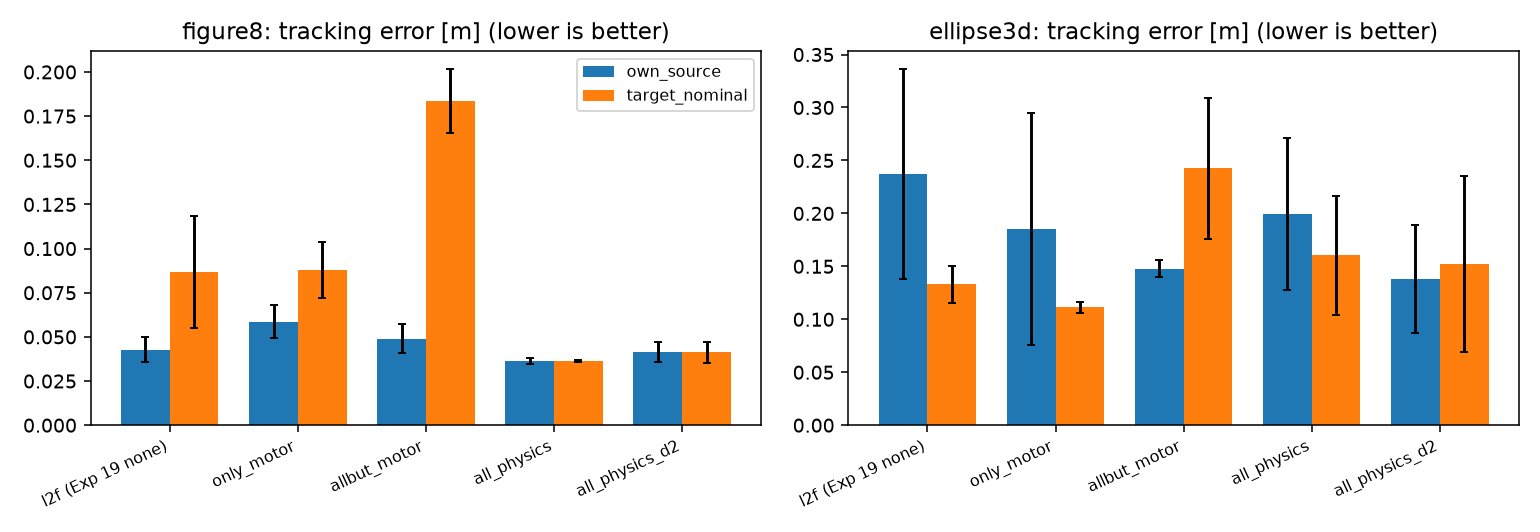 figure8: tracking error [m] (lower is better)
0.200
0.175
0.150
0.125
0.100
0.075
0.050
0.025
0.000
own_source
target_nominal
l2f (Exp 19 none)
only_motor
allbut_motor
all_physics
all_physics_d2
ellipse3d: tracking error [m] (lower is better)
0.35
0.30
0.25
0.20
0.15
0.10
0.05
0.00
l2f (Exp 19 none)
only_motor
allbut_motor
all_physics
all_physics_d2